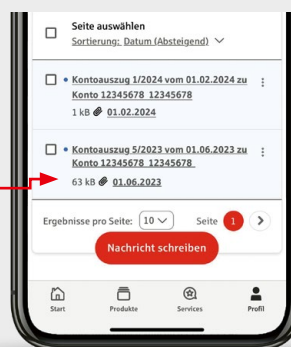 Seite auswählen
Sortierung: Datum (Absteigend)
Kontoauszug 1/2024 vom 01.02.2024 zu
Konto 12345678 12345678
1 kB 01.02.2024
Kontoauszug 5/2023 vom 01.06.2023 zu
Konto 12345678 12345678
63 kB 01.06.2023
Ergebnisse pro Seite: 10 Seite 1
Nachricht schreiben
Start Produkte Services Profil